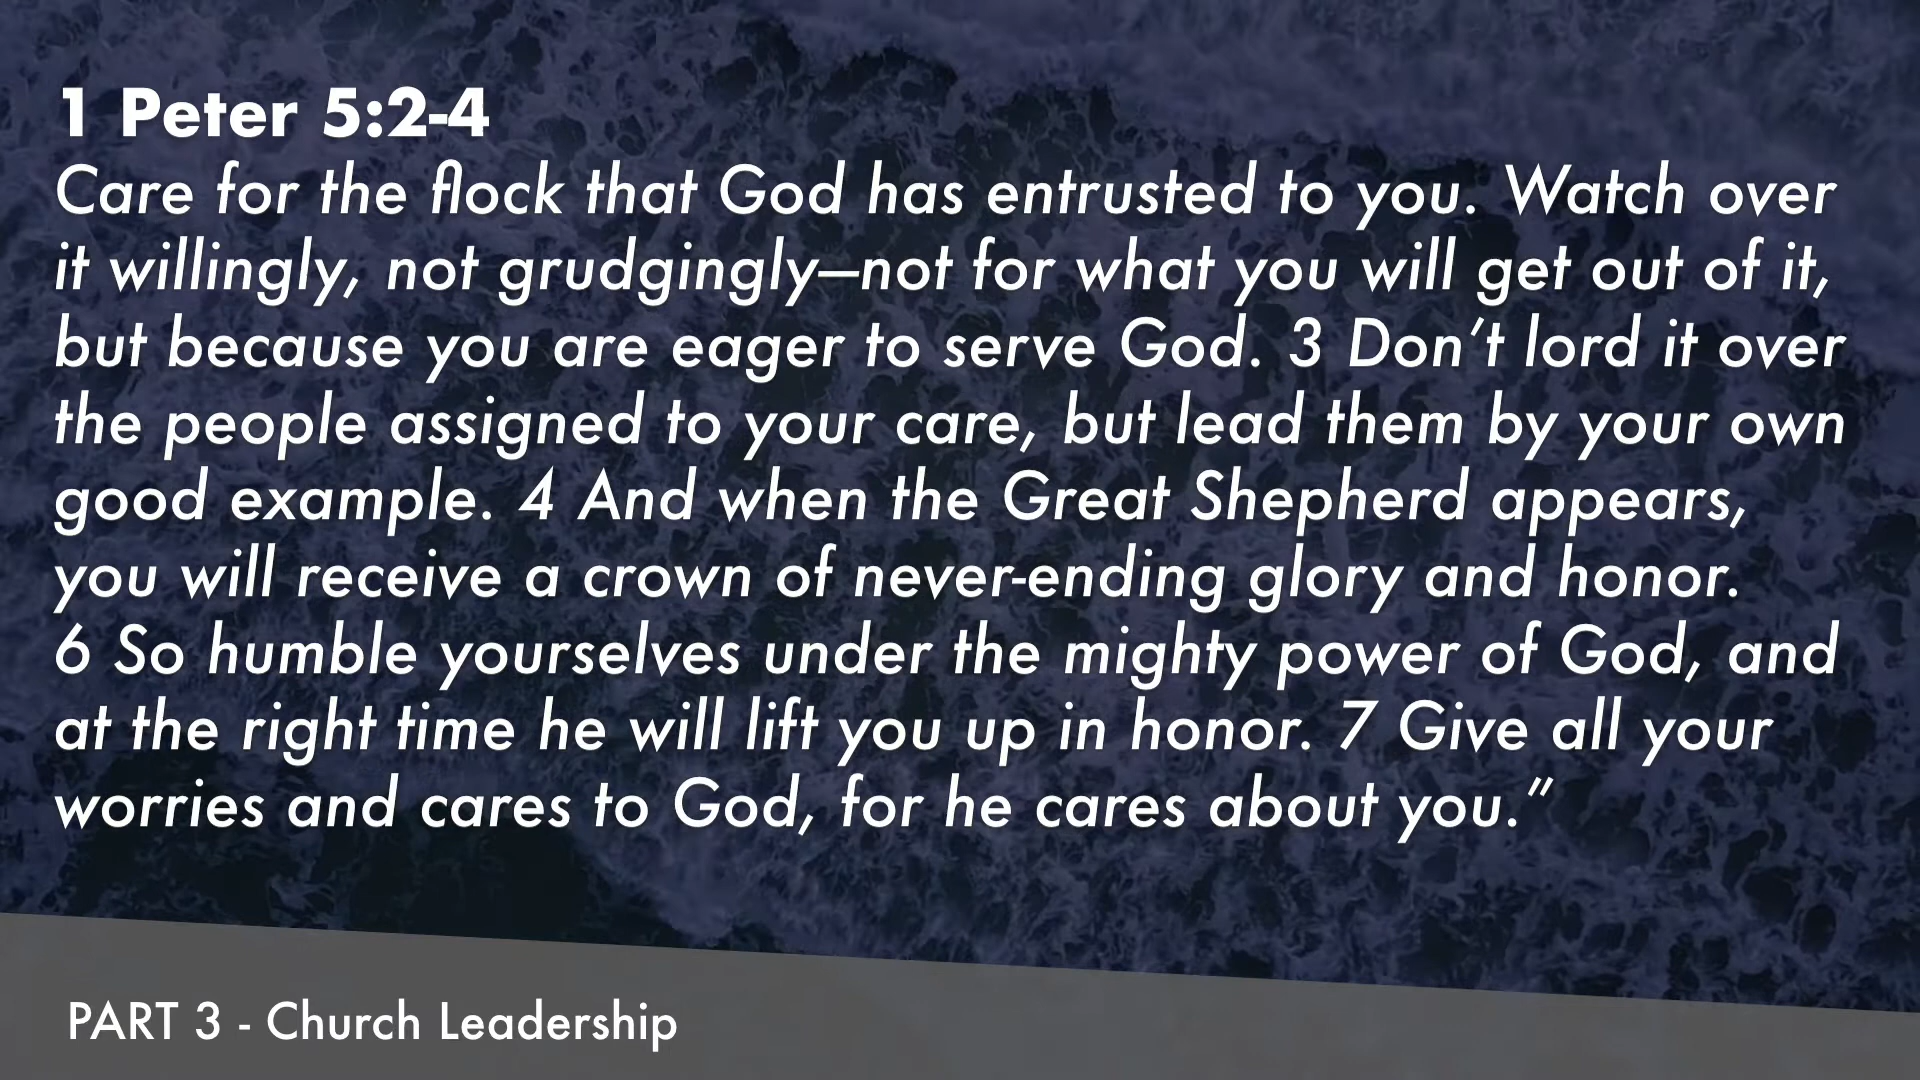 1 Peter 5:2-4
Care for the flock that God has entrusted to you. Watch over
it willingly, not grudgingly—not for what you will get out of it,
but because you are eager to serve God. 3 Don’t lord it over
the people assigned to your care, but lead them by your own
good example. 4 And when the Great Shepherd appears,
you will receive a crown of never-ending glory and honor.
6 So humble yourselves under the mighty power of God, and
at the right time he will lift you up in honor. 7 Give all your
worries and cares to God, for he cares about you.”
PART 3 - Church Leadership